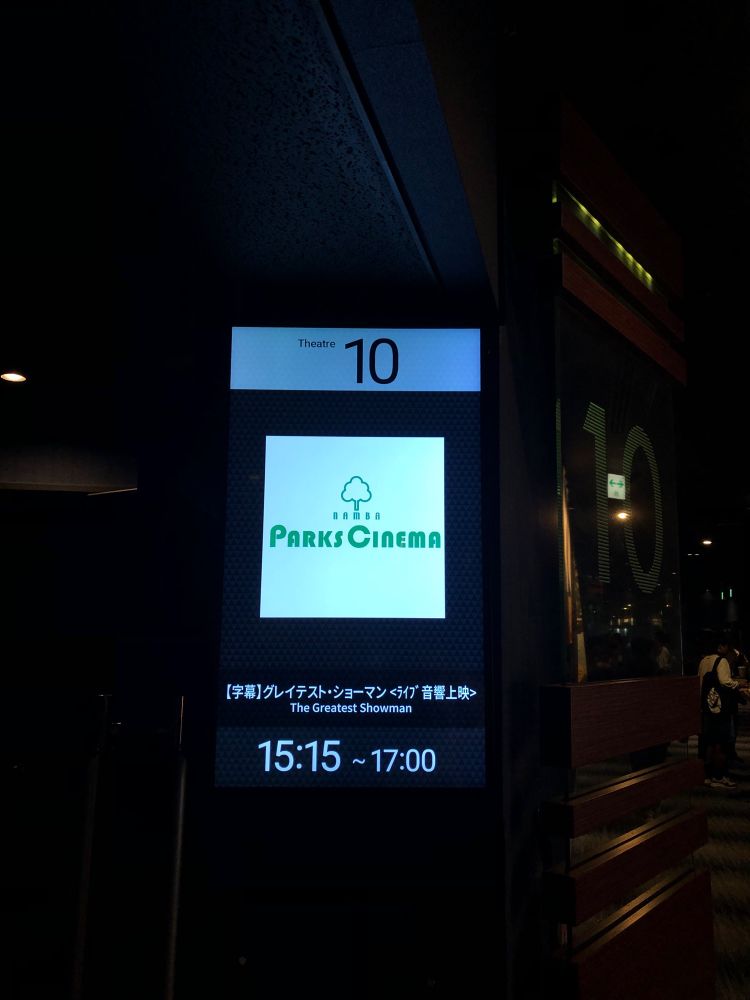 Theatre 10
NAMBA
PARKS CINEMA
【字幕】グレイテスト・ショーマン <ﾗｲﾌﾞ音響上映>
The Greatest Showman
15:15 ~ 17:00
10